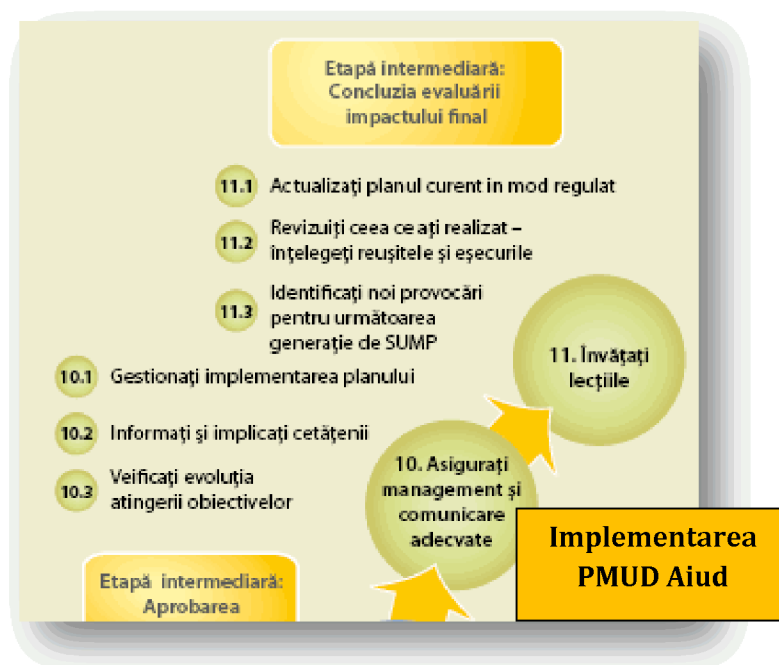 Etapă intermediară:
Concluzia evaluării
impactului final
11.1 Actualizaţi planul curent in mod regulat
11.2 Revizuiţi ceea ce aţi realizat –
înţelegeţi reuşitele şi eşecurile
11.3 Identificaţi noi provocări
pentru următoarea
generaţie de SUMP
11. Învăţaţi
lecţiile
10.1 Gestionaţi implementarea planului
10.2 Informaţi şi implicaţi cetăţenii
10.3 Veificaţi evoluţia
atingerii obiectivelor
10. Asiguraţi
management şi
comunicare
adecvate
Implementarea
PMUD Aiud
Etapă intermediară:
Aprobarea